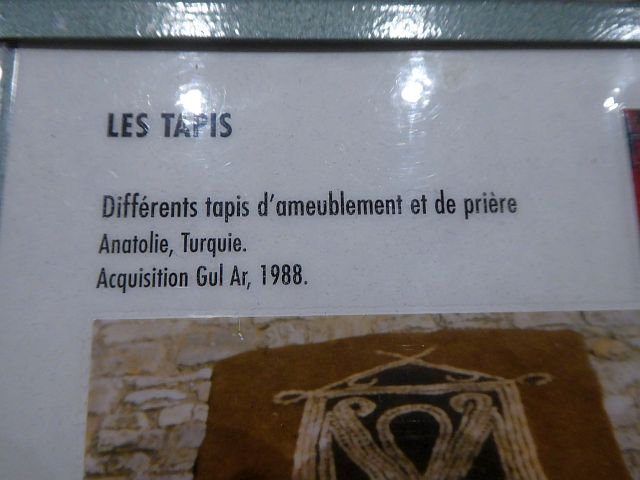 LES TAPIS
Différents tapis d'ameublement et de prière
Anatolie, Turquie.
Acquisition Gul Ar, 1988.